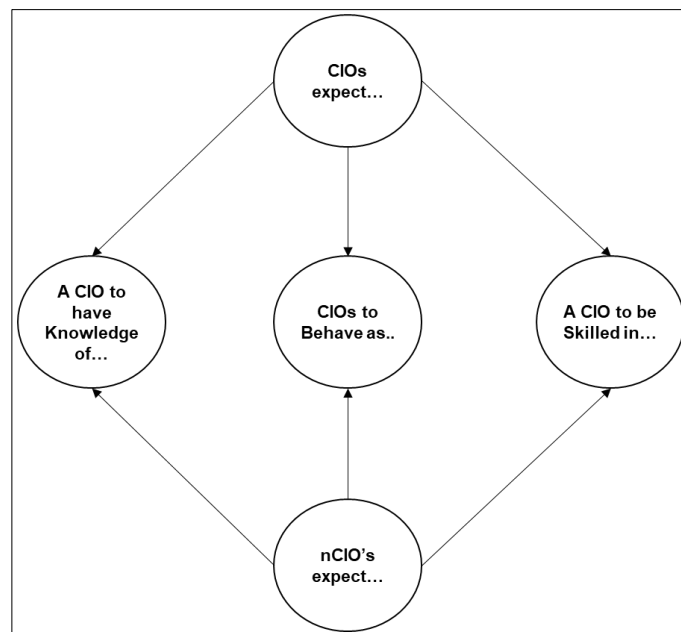 CIOs
expect…
A CIO to
have
Knowledge
of…
CIOs to
Behave as..
A CIO to be
Skilled in…
nCIO's
expect…